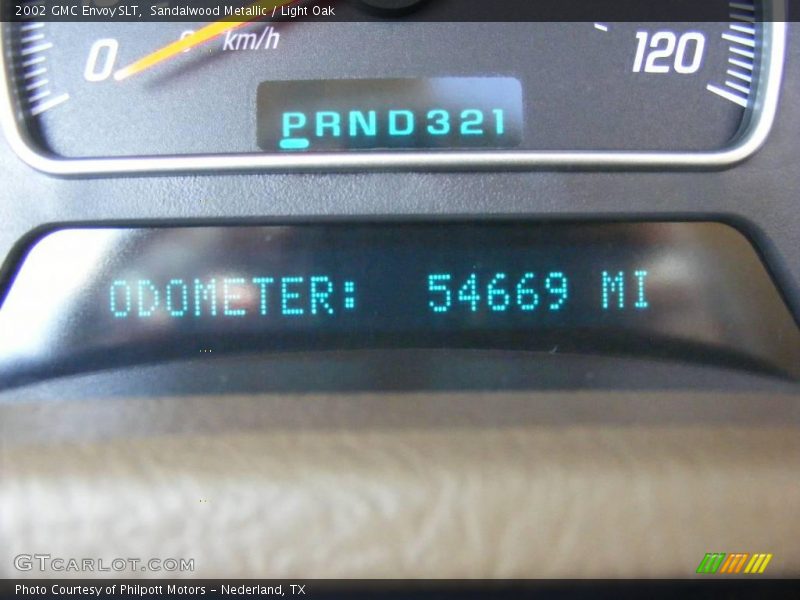 2002 GMC Envoy SLT,  Sandalwood Metallic / Light Oak
0 0 km/h 120
PRND321
ODOMETER: 54669 MI
GTCARLOT.COM
Photo Courtesy of Philpott Motors - Nederland, TX